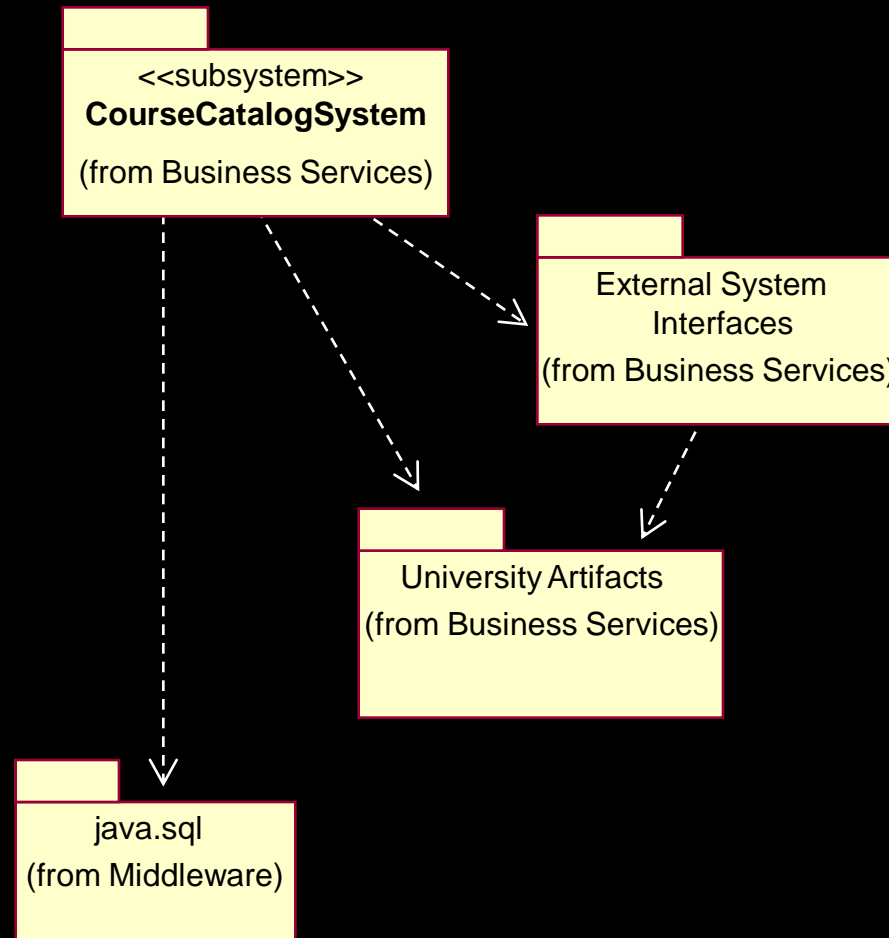 <<subsystem>>
CourseCatalogSystem
(from Business Services)
External System
Interfaces
(from Business Services)
University Artifacts
(from Business Services)
java.sql
(from Middleware)